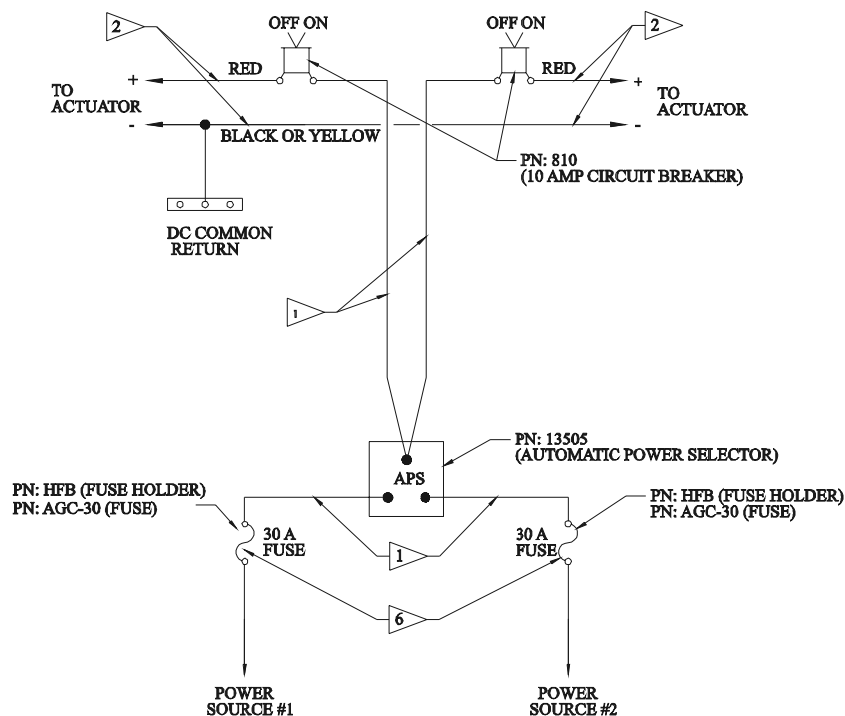 2
OFF ON
OFF ON
2
RED
RED
+
TO
ACTUATOR
-
+
TO
ACTUATOR
-
BLACK OR YELLOW
PN: 810
(10 AMP CIRCUIT BREAKER)
DC COMMON
RETURN
1
PN: 13505
(AUTOMATIC POWER SELECTOR)
APS
PN: HFB (FUSE HOLDER)
PN: AGC-30 (FUSE)
PN: HFB (FUSE HOLDER)
PN: AGC-30 (FUSE)
30 A
FUSE
30 A
FUSE
1
6
POWER
SOURCE #1
POWER
SOURCE #2